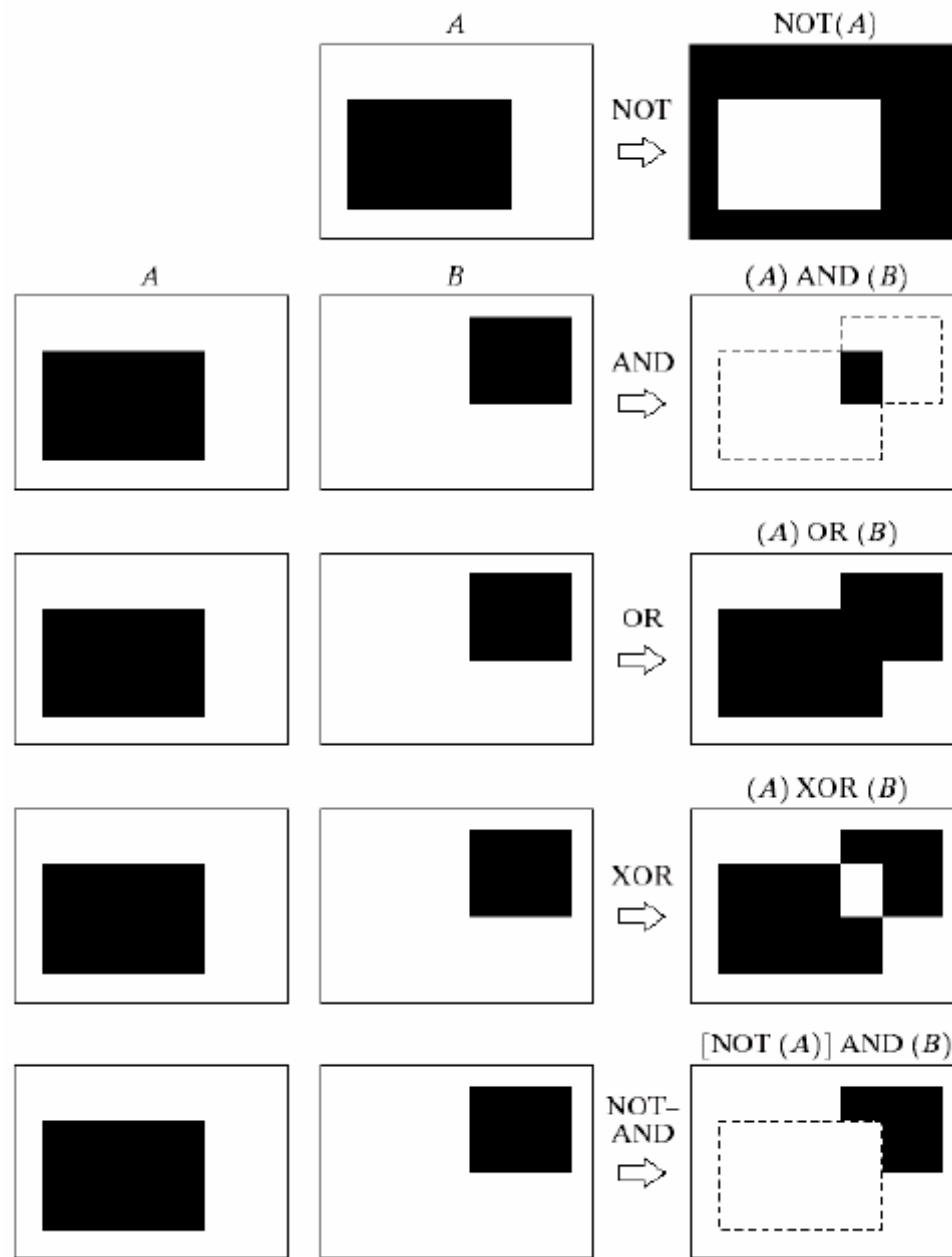 A
NOT(A)
NOT
A
B
(A) AND (B)
AND
(A) OR (B)
OR
(A) XOR (B)
XOR
[NOT (A)] AND (B)
NOT–
AND